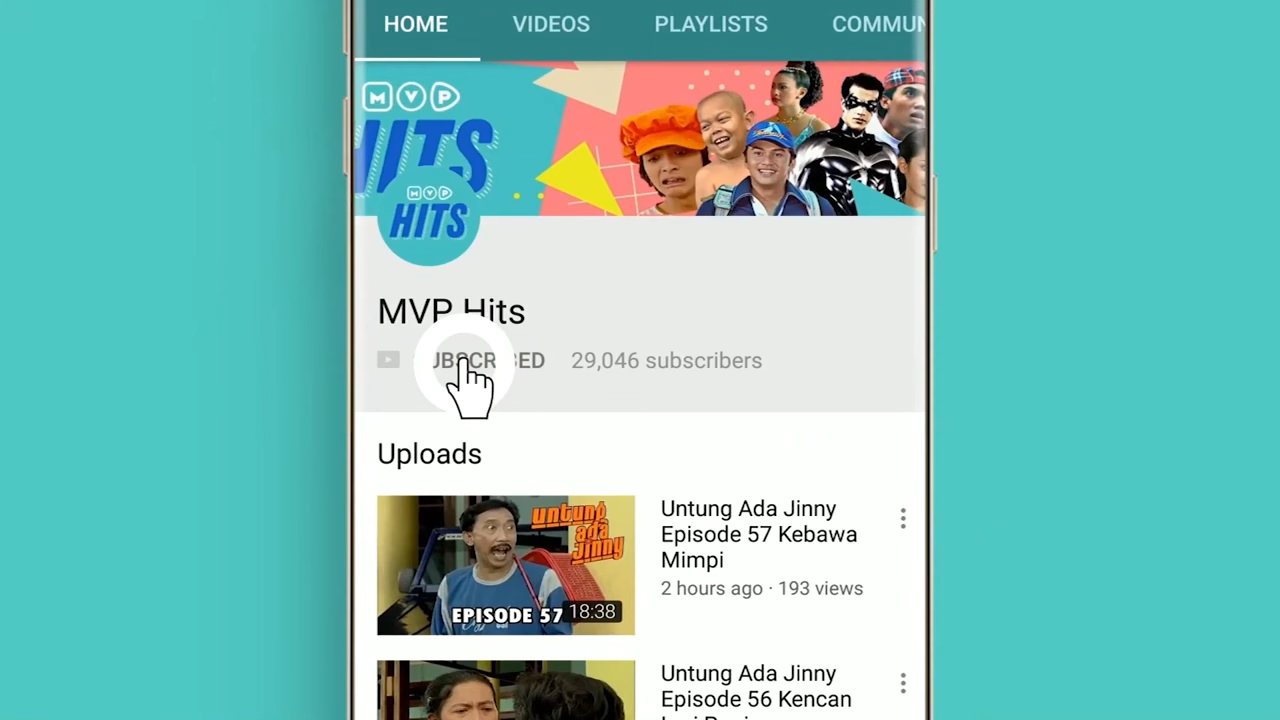 HOME VIDEOS PLAYLISTS COMMUN
MVP
HITS
MVP
HITS
MVP Hits
SUBSCRIBED 29,046 subscribers
Uploads
untung
ada
jinny
EPISODE 57 18:38
Untung Ada Jinny
Episode 57 Kebawa
Mimpi
2 hours ago · 193 views
Untung Ada Jinny
Episode 56 Kencan